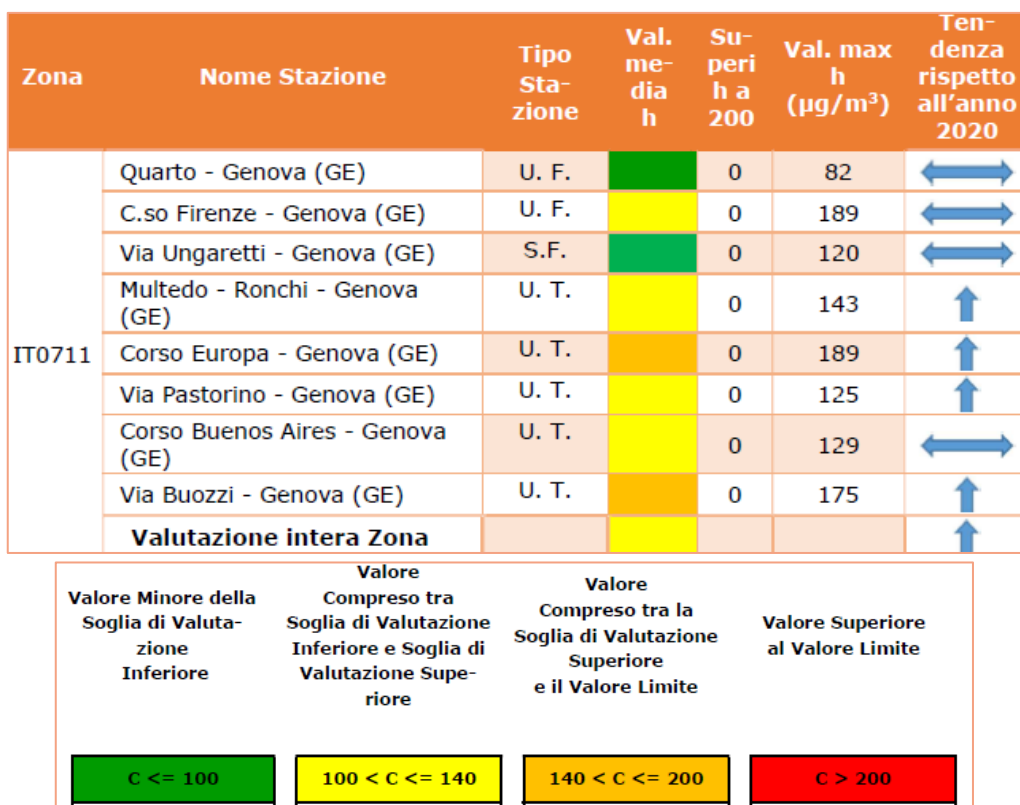 Zona Nome Stazione Tipo Sta- zione Val. me- dia h Su- peri h a 200 Val. max h (µg/m³) Ten- denza rispetto all'anno 2020
Quarto - Genova (GE) U. F. 0 82
C.so Firenze - Genova (GE) U. F. 0 189
Via Ungaretti - Genova (GE) S.F. 0 120
Multedo - Ronchi - Genova (GE) U. T. 0 143
IT0711 Corso Europa - Genova (GE) U. T. 0 189
Via Pastorino - Genova (GE) U. T. 0 125
Corso Buenos Aires - Genova (GE) U. T. 0 129
Via Buozzi - Genova (GE) U. T. 0 175
Valutazione intera Zona
Valore Minore della
Soglia di Valuta-
zione
Inferiore
Valore
Compreso tra
Soglia di Valutazione
Inferiore e Soglia di
Valutazione Supe-
riore
Valore
Compreso tra la
Soglia di Valutazione
Superiore
e il Valore Limite
Valore Superiore
al Valore Limite
C <= 100 100 < C <= 140 140 < C <= 200 C > 200